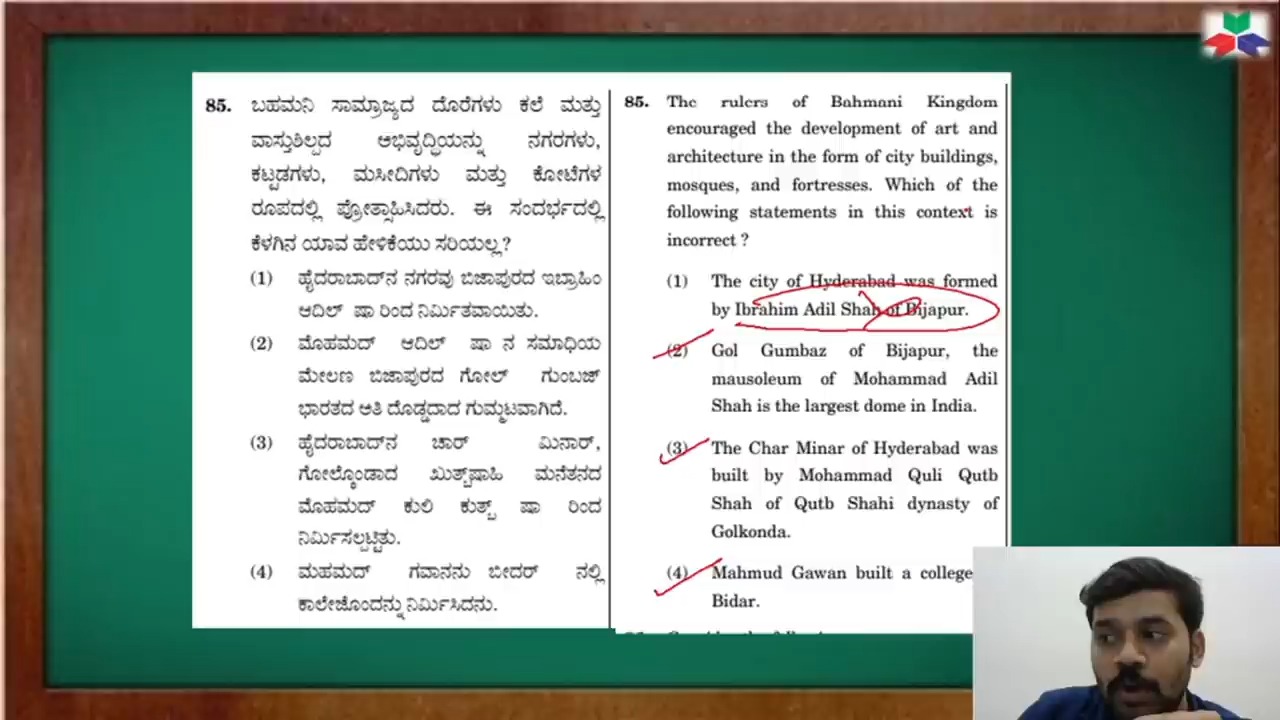 85. ಬಹಮನಿ ಸಾಮ್ರಾಜ್ಯದ ದೊರೆಗಳು ಕಲೆ ಮತ್ತು
ವಾಸ್ತುಶಿಲ್ಪದ ಅಭಿವೃದ್ಧಿಯನ್ನು ನಗರಗಳು,
ಕಟ್ಟಡಗಳು, ಮಸೀದಿಗಳು ಮತ್ತು ಕೋಟೆಗಳ
ರೂಪದಲ್ಲಿ ಪ್ರೋತ್ಸಾಹಿಸಿದರು. ಈ ಸಂದರ್ಭದಲ್ಲಿ
ಕೆಳಗಿನ ಯಾವ ಹೇಳಿಕೆಯು ಸರಿಯಲ್ಲ?
(1) ಹೈದರಾಬಾದ್‌ನ ನಗರವು ಬಿಜಾಪುರದ ಇಬ್ರಾಹಿಂ
ಆದಿಲ್ ಷಾ ರಿಂದ ನಿರ್ಮಿತವಾಯಿತು.
(2) ಮೊಹಮದ್ ಆದಿಲ್ ಷಾ ನ ಸಮಾಧಿಯ
ಮೇಲಣ ಬಿಜಾಪುರದ ಗೋಲ್ ಗುಂಬಜ್
ಭಾರತದ ಅತಿ ದೊಡ್ಡದಾದ ಗುಮ್ಮಟವಾಗಿದೆ.
(3) ಹೈದರಾಬಾದ್‌ನ ಚಾರ್ ಮಿನಾರ್,
ಗೋಲ್ಕೊಂಡಾದ ಖುತ್ಬ್‌ಷಾಹಿ ಮನೆತನದ
ಮೊಹಮದ್ ಕುಲಿ ಕುತ್ಬ್ ಷಾ ರಿಂದ
ನಿರ್ಮಿಸಲ್ಪಟ್ಟಿತು.
(4) ಮಹಮದ್ ಗವಾನನು ಬೀದರ್ ನಲ್ಲಿ
ಕಾಲೇಜೊಂದನ್ನು ನಿರ್ಮಿಸಿದನು.
85. The rulers of Bahmani Kingdom
encouraged the development of art and
architecture in the form of city buildings,
mosques, and fortresses. Which of the
following statements in this context is
incorrect ?
(1) The city of Hyderabad was formed
by Ibrahim Adil Shah of Bijapur.
(2) Gol Gumbaz of Bijapur, the
mausoleum of Mohammad Adil
Shah is the largest dome in India.
(3) The Char Minar of Hyderabad was
built by Mohammad Quli Qutb
Shah of Qutb Shahi dynasty of
Golkonda.
(4) Mahmud Gawan built a college
Bidar.